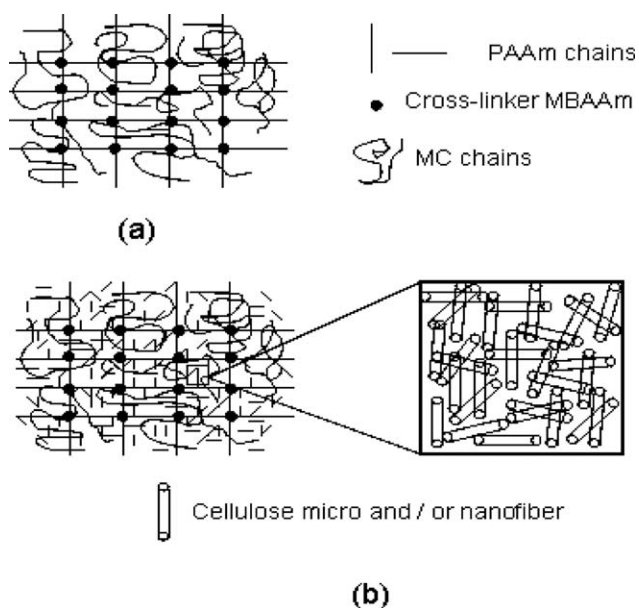 PAAm chains
Cross-linker MBAAm
MC chains
(a)
Cellulose micro and / or nanofiber
(b)